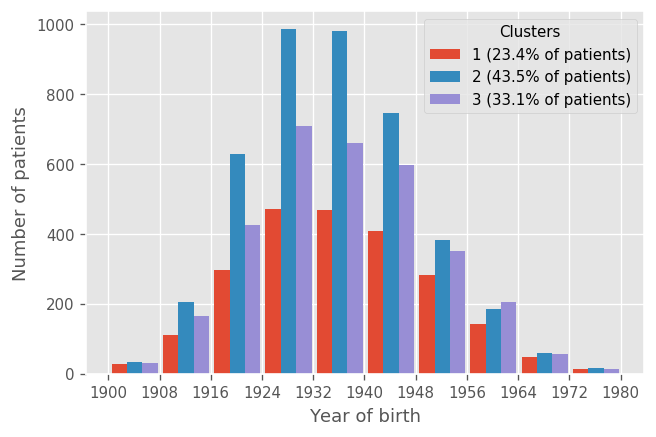 Clusters
1 (23.4% of patients)
2 (43.5% of patients)
3 (33.1% of patients)
Number of patients
1000
800
600
400
200
0
1900 1908 1916 1924 1932 1940 1948 1956 1964 1972 1980
Year of birth